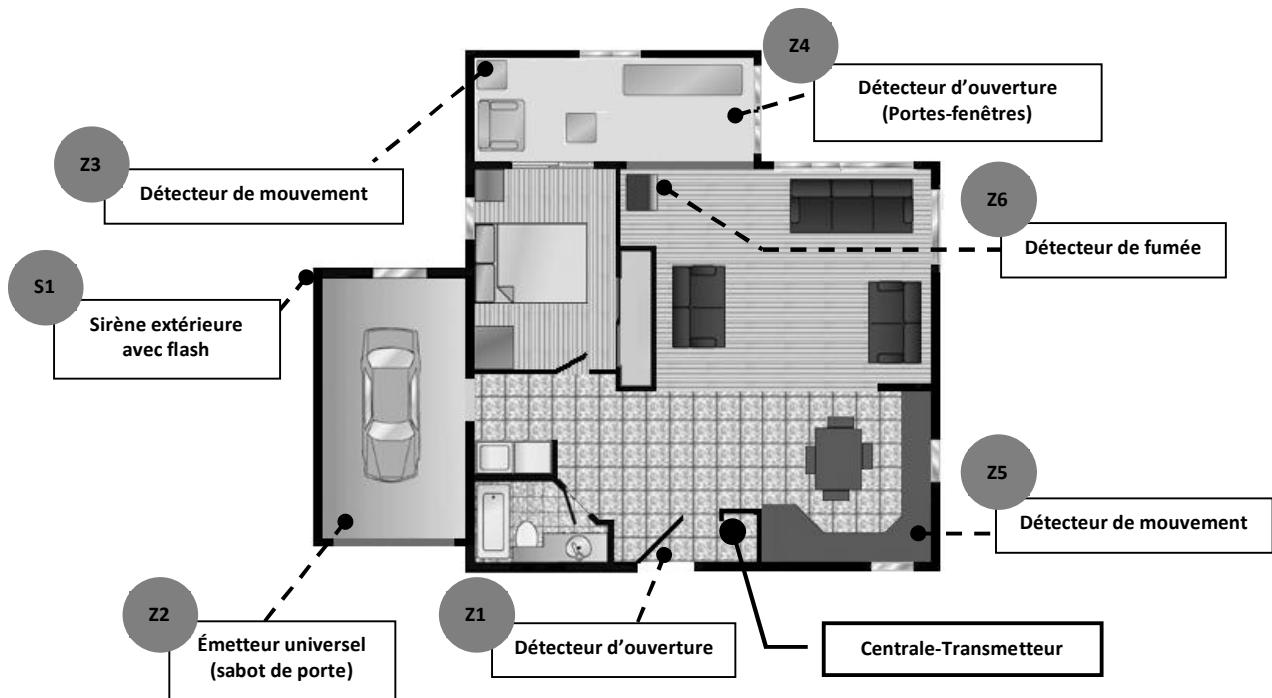 Z4
Détecteur d’ouverture
(Portes-fenêtres)
Z3
Détecteur de mouvement
Z6
Détecteur de fumée
S1
Sirène extérieure
avec flash
Z5
Détecteur de mouvement
Z2
Émetteur universel
(sabot de porte)
Z1
Détecteur d’ouverture
Centrale-Transmetteur